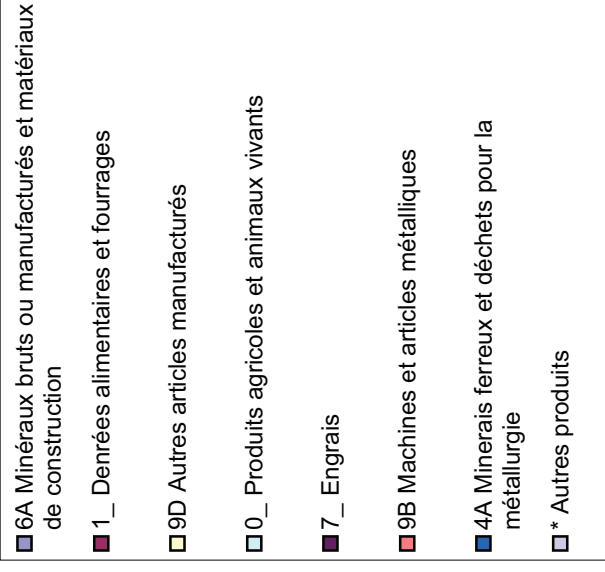 6A Minéraux bruts ou manufacturés et matériaux
de construction
1_ Denrées alimentaires et fourrages
9D Autres articles manufacturés
0_ Produits agricoles et animaux vivants
7_ Engrais
9B Machines et articles métalliques
4A Minerais ferreux et déchets pour la
métallurgie
* Autres produits